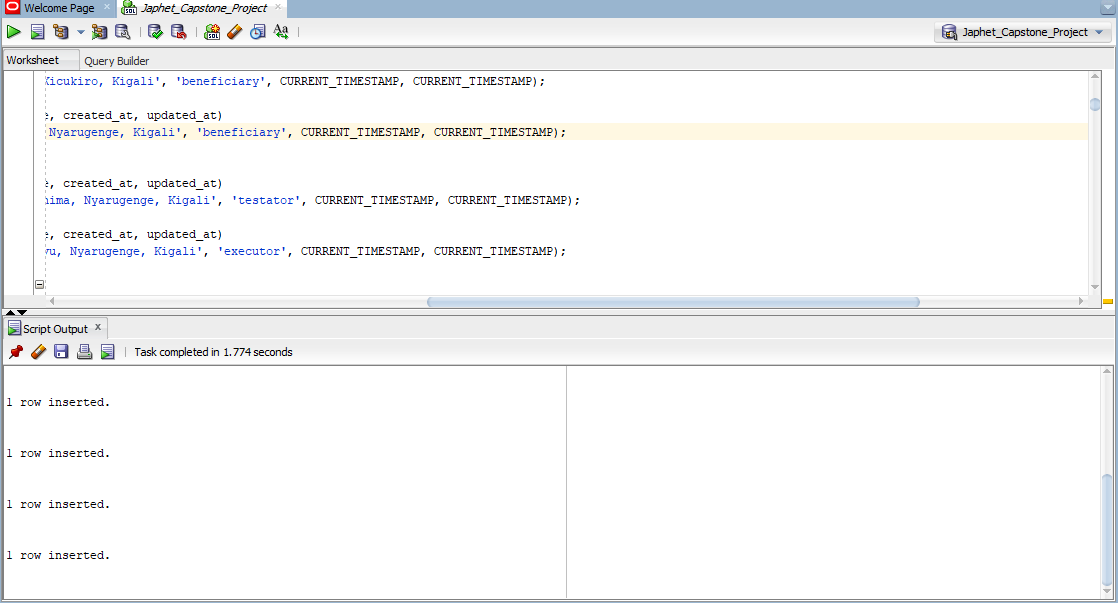 Welcome Page
Japhet_Capstone_Project
Japhet_Capstone_Project
Worksheet
Query Builder
Kicukiro, Kigali', 'beneficiary', CURRENT_TIMESTAMP, CURRENT_TIMESTAMP);
, created_at, updated_at)
Nyarugenge, Kigali', 'beneficiary', CURRENT_TIMESTAMP, CURRENT_TIMESTAMP);
, created_at, updated_at)
, Nyarugenge, Kigali', 'testator', CURRENT_TIMESTAMP, CURRENT_TIMESTAMP);
, created_at, updated_at)
, Nyarugenge, Kigali', 'executor', CURRENT_TIMESTAMP, CURRENT_TIMESTAMP);
Script Output x
Task completed in 1.774 seconds
1 row inserted.
1 row inserted.
1 row inserted.
1 row inserted.